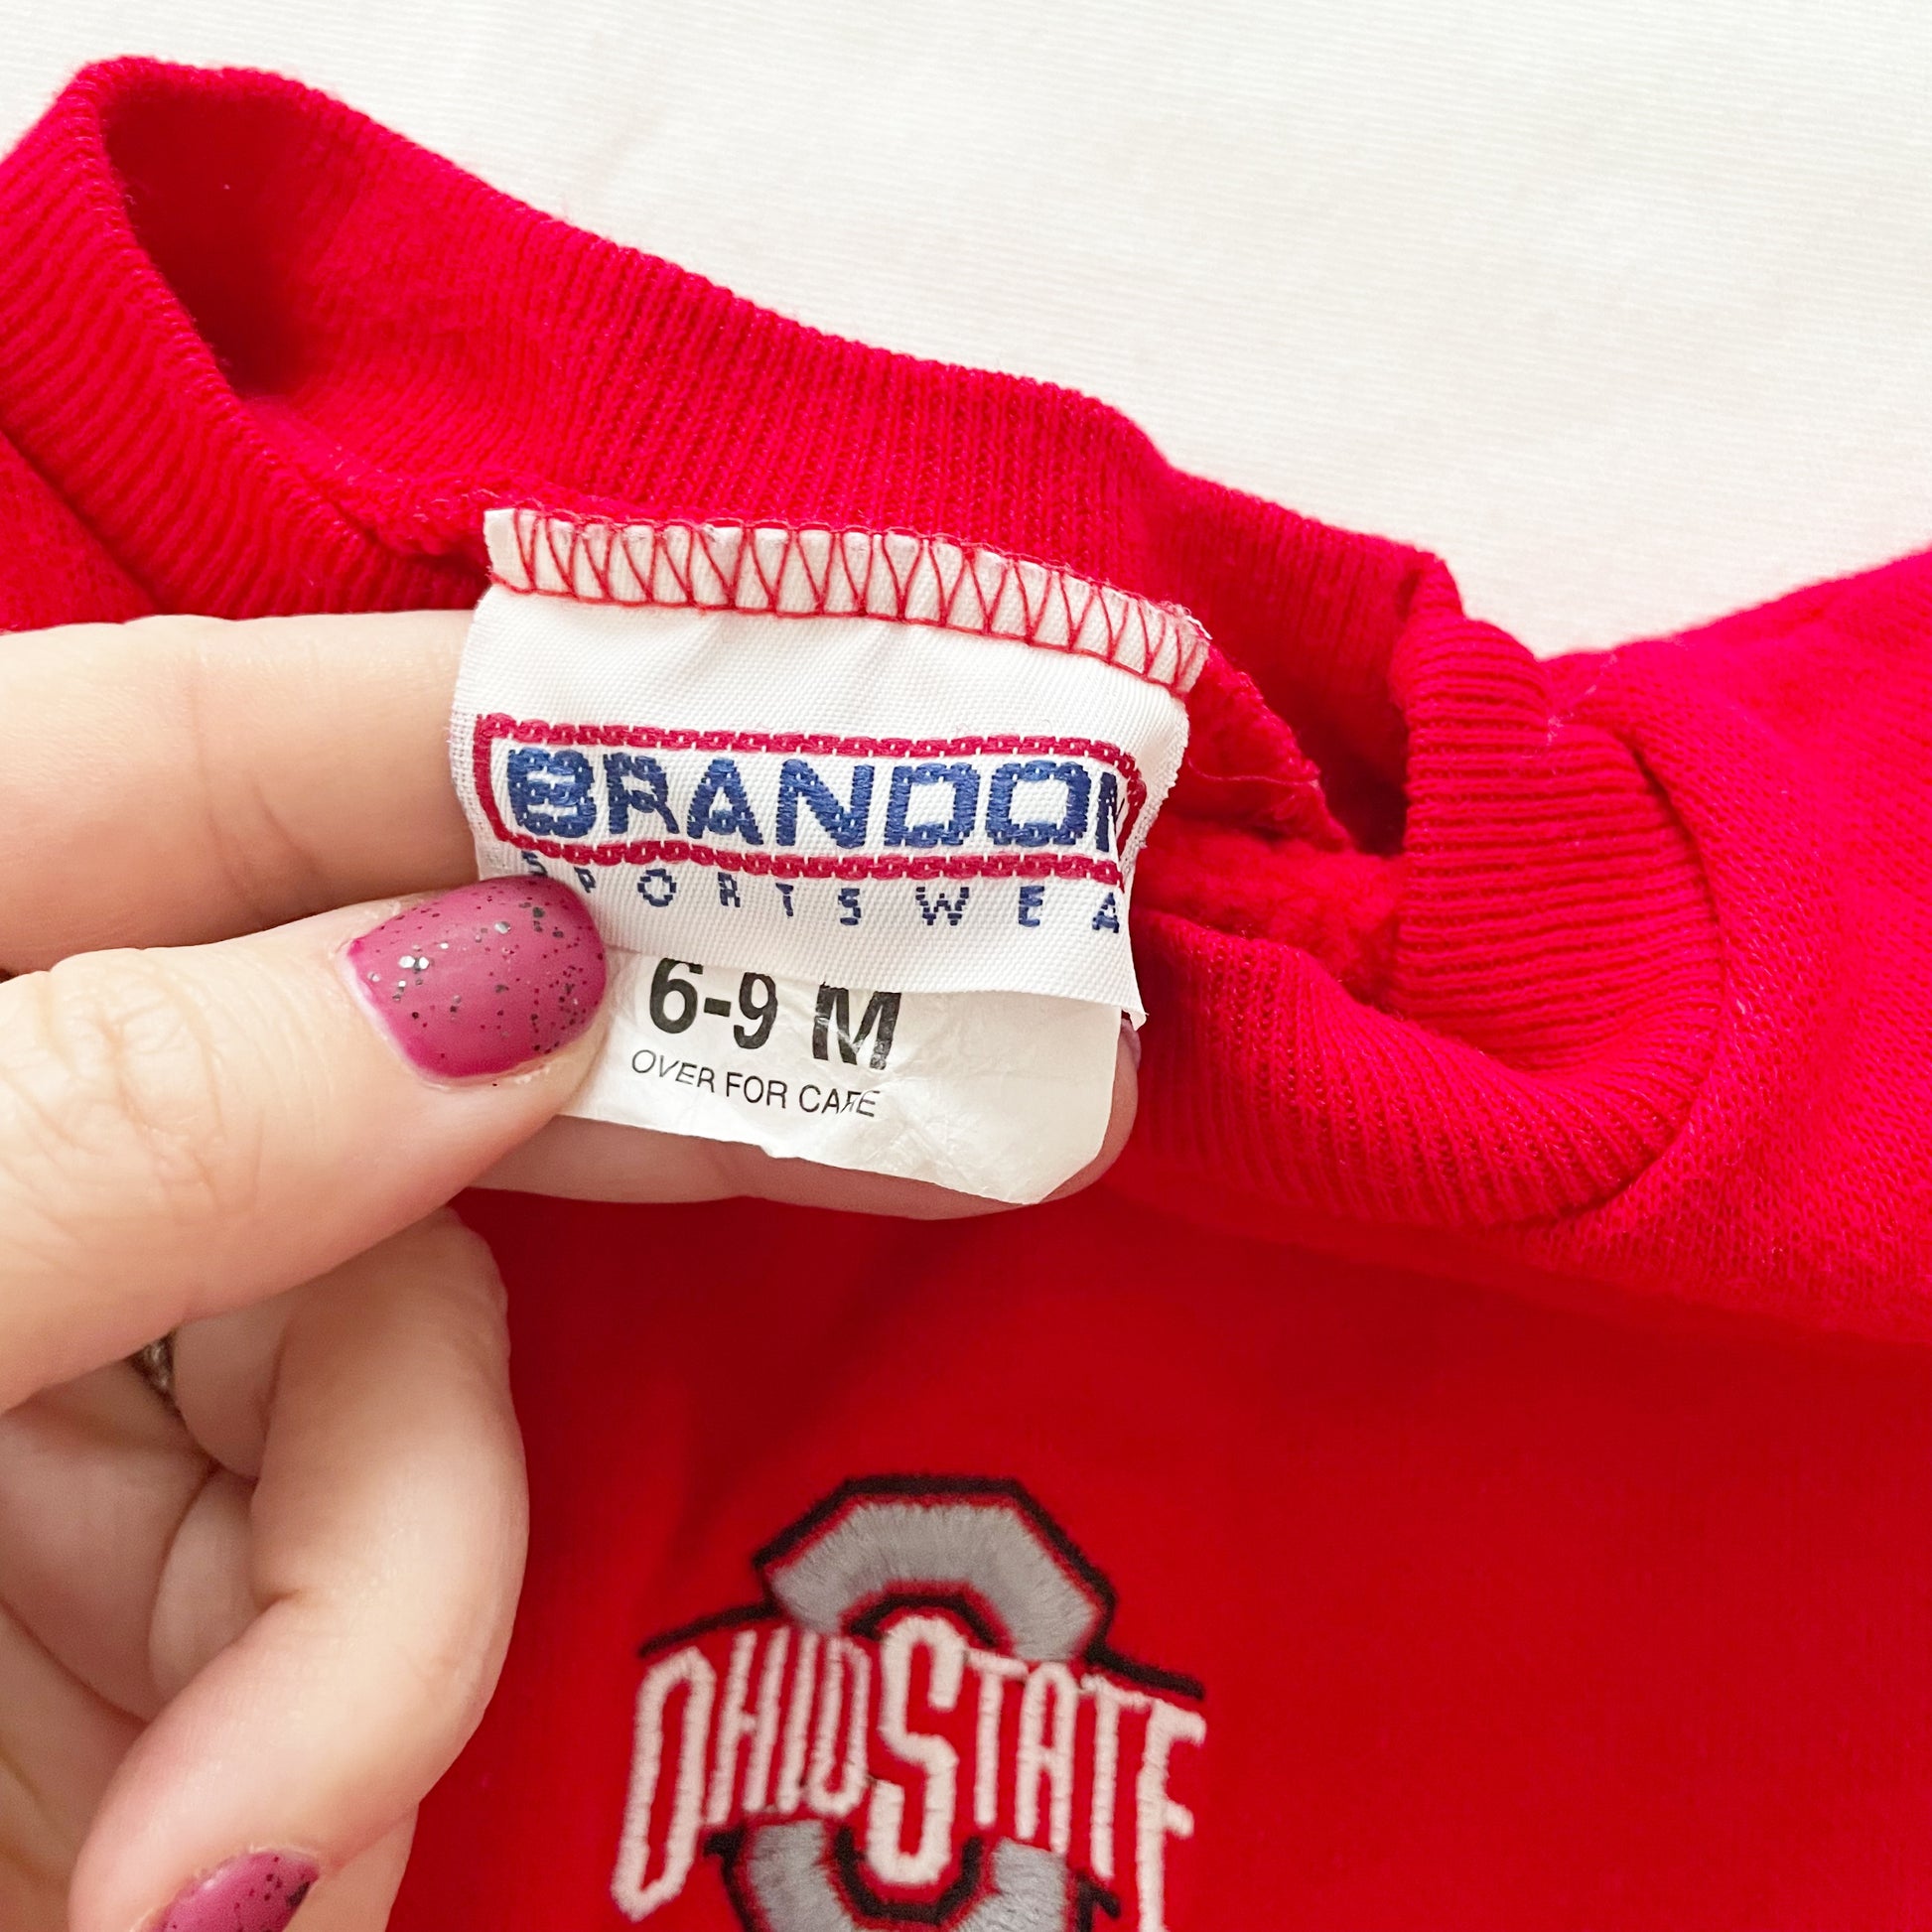 BRANDON
SPORTSWEA
6-9 M
OVER FOR CARE
OHIO STATE